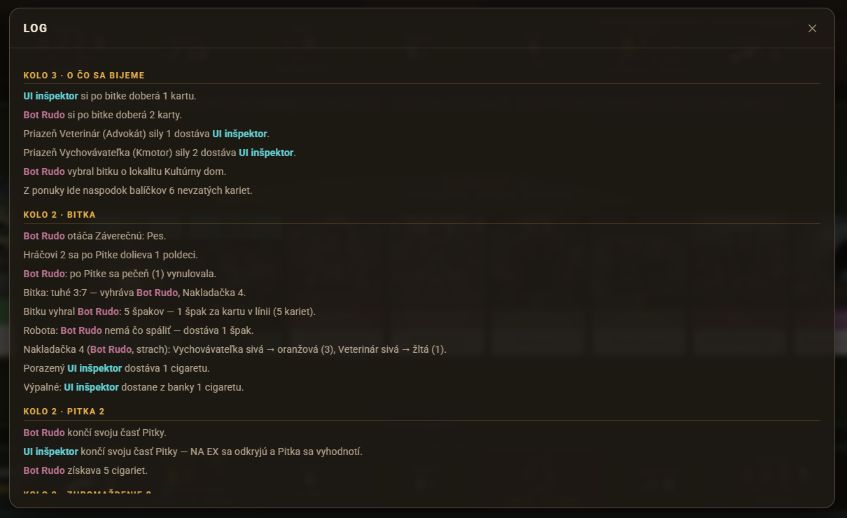 LOG
KOLO 3 · O ČO SA BIJEME
UI inšpektor si po bitke doberá 1 kartu.
Bot Rudo si po bitke doberá 2 karty.
Priazeň Veterinár (Advokát) sily 1 dostáva UI inšpektor.
Priazeň Vychovávateľka (Kmotor) sily 2 dostáva UI inšpektor.
Bot Rudo vybral bitku o lokalitu Kultúrny dom.
Z ponuky ide naspodok balíčkov 6 nevzatých kariet.
KOLO 2 · BITKA
Bot Rudo otáča Záverečnú: Pes.
Hráčovi 2 sa po Pitke dolieva 1 poldeci.
Bot Rudo: po Pitke sa pečeň (1) vynulovala.
Bitka: tuhé 3:7 — vyhráva Bot Rudo, Nakladačka 4.
Bitku vyhral Bot Rudo: 5 špakov — 1 špak za kartu v línii (5 kariet).
Robota: Bot Rudo nemá čo spáliť — dostáva 1 špak.
Nakladačka 4 (Bot Rudo, strach): Vychovávateľka sivá → oranžová (3), Veterinár sivá → žltá (1).
Porazený UI inšpektor dostáva 1 cigaretu.
Výpalné: UI inšpektor dostane z banky 1 cigaretu.
KOLO 2 · PITKA 2
Bot Rudo končí svoju časť Pitky.
UI inšpektor končí svoju časť Pitky — NA EX sa odkryjú a Pitka sa vyhodnotí.
Bot Rudo získava 5 cigariet.